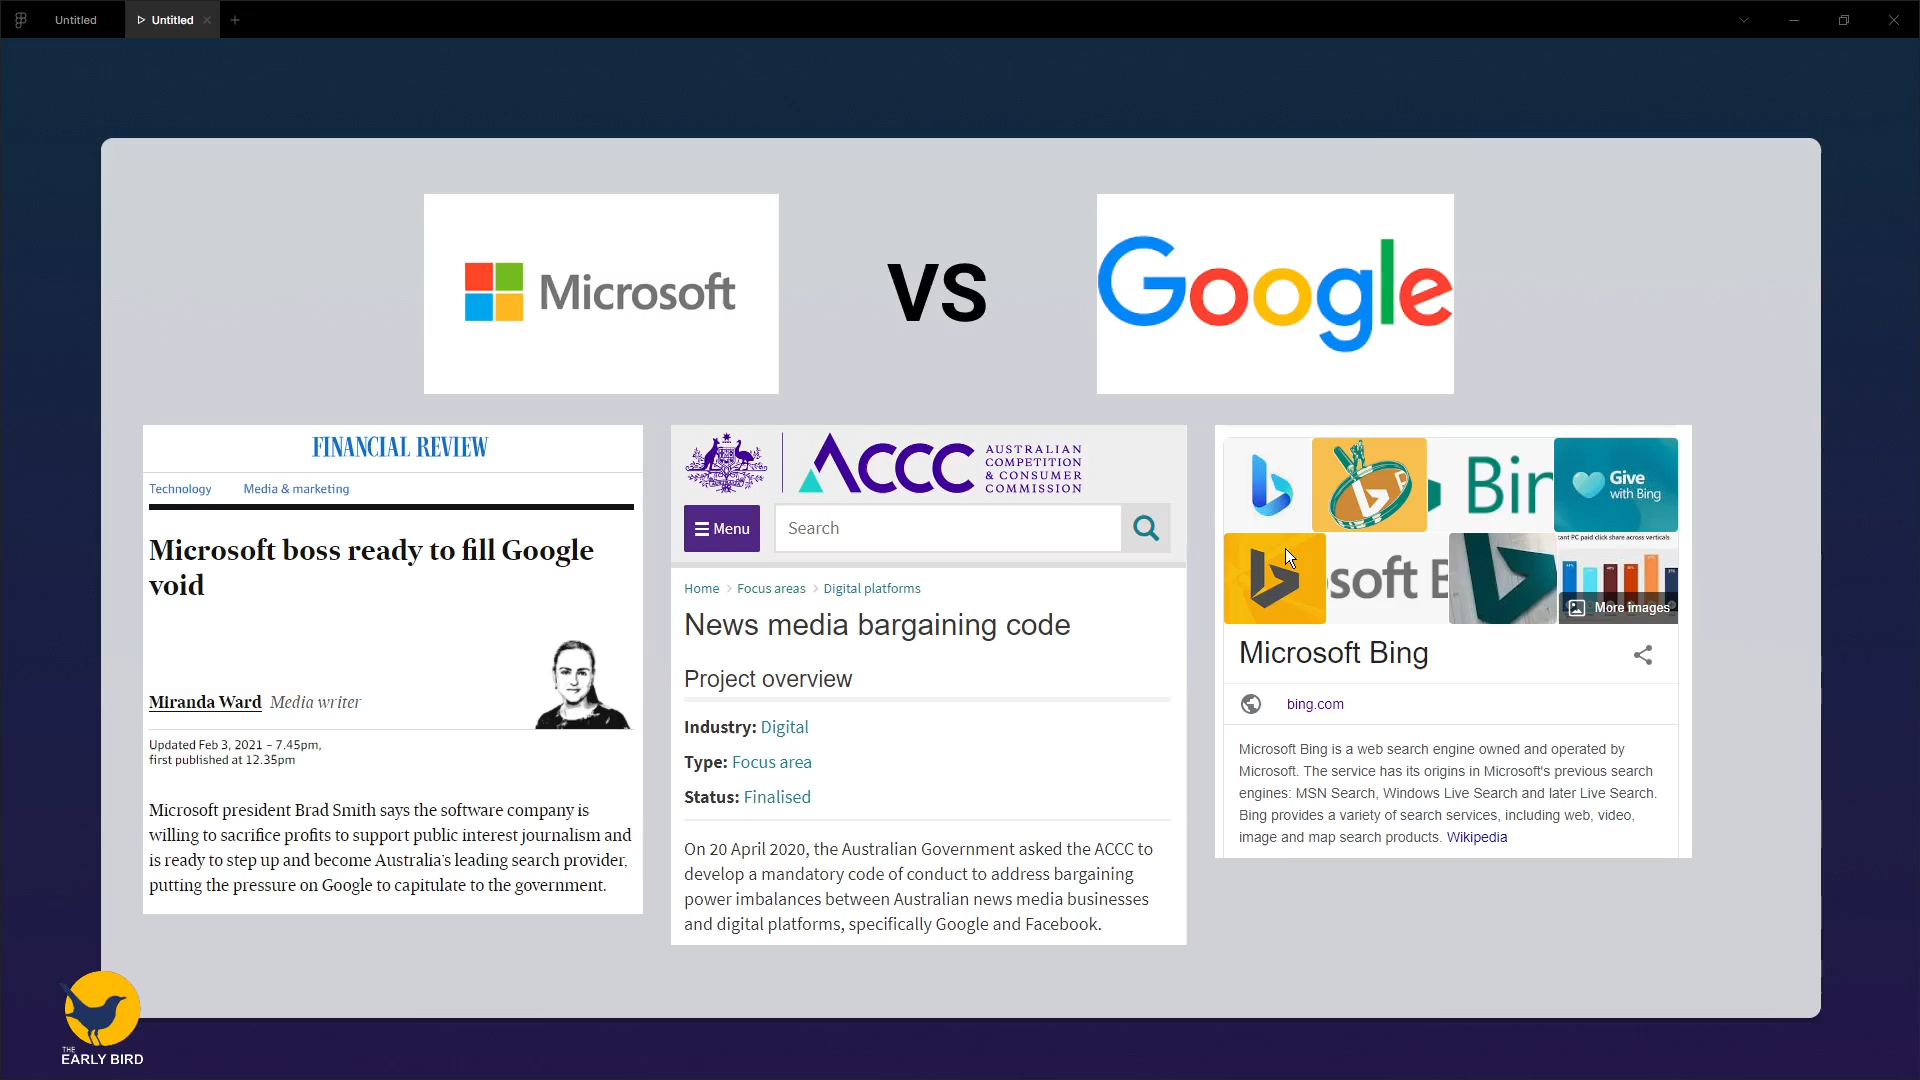 Untitled
Untitled
Microsoft
VS
Google
FINANCIAL REVIEW
Technology
Media & marketing
Microsoft boss ready to fill Google
void
Miranda Ward Media writer
Updated Feb 3, 2021 – 7.45pm,
first published at 12.35pm
Microsoft president Brad Smith says the software company is
willing to sacrifice profits to support public interest journalism and
is ready to step up and become Australia's leading search provider,
putting the pressure on Google to capitulate to the government.
ACCC
AUSTRALIAN
COMPETITION
& CONSUMER
COMMISSION
Menu
Search
Home > Focus areas > Digital platforms
News media bargaining code
Project overview
Industry: Digital
Type: Focus area
Status: Finalised
On 20 April 2020, the Australian Government asked the ACCC to
develop a mandatory code of conduct to address bargaining
power imbalances between Australian news media businesses
and digital platforms, specifically Google and Facebook.
Bin
Give
with Bing
soft B
cant PC paid click share across verticals
More images
Microsoft Bing
bing.com
Microsoft Bing is a web search engine owned and operated by
Microsoft. The service has its origins in Microsoft's previous search
engines: MSN Search, Windows Live Search and later Live Search.
Bing provides a variety of search services, including web, video,
image and map search products. Wikipedia
THE
EARLY BIRD